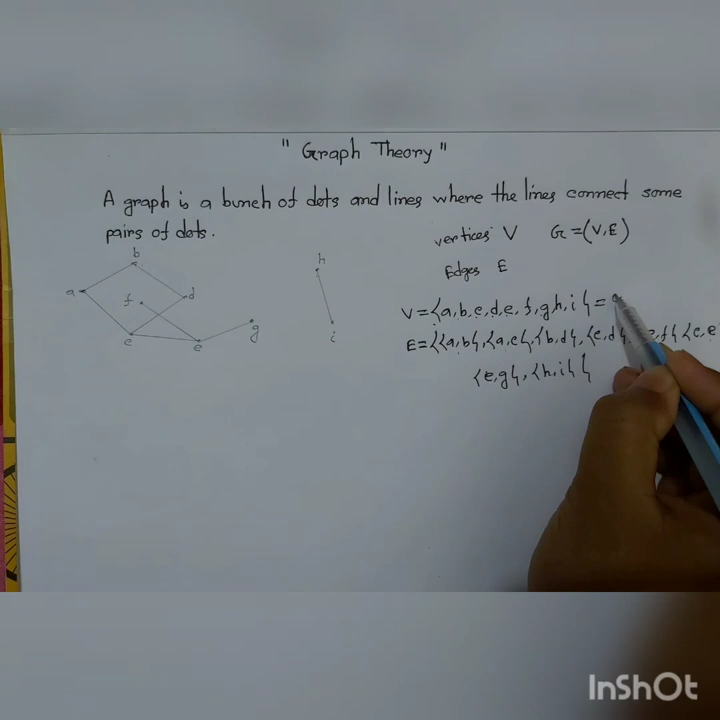 "Graph Theory"
A graph is a bunch of dots and lines where the lines connect some
pairs of dots.
vertices V G=(V,E)
Edges E
b
a
f
d
c
e
g
h
i
V={a,b,c,d,e,f,g,h,i}=
E={{a,b},{a,c},{b,d},{c,d}, e,f}{c,e
{e,g},{h,i}}
InShOt